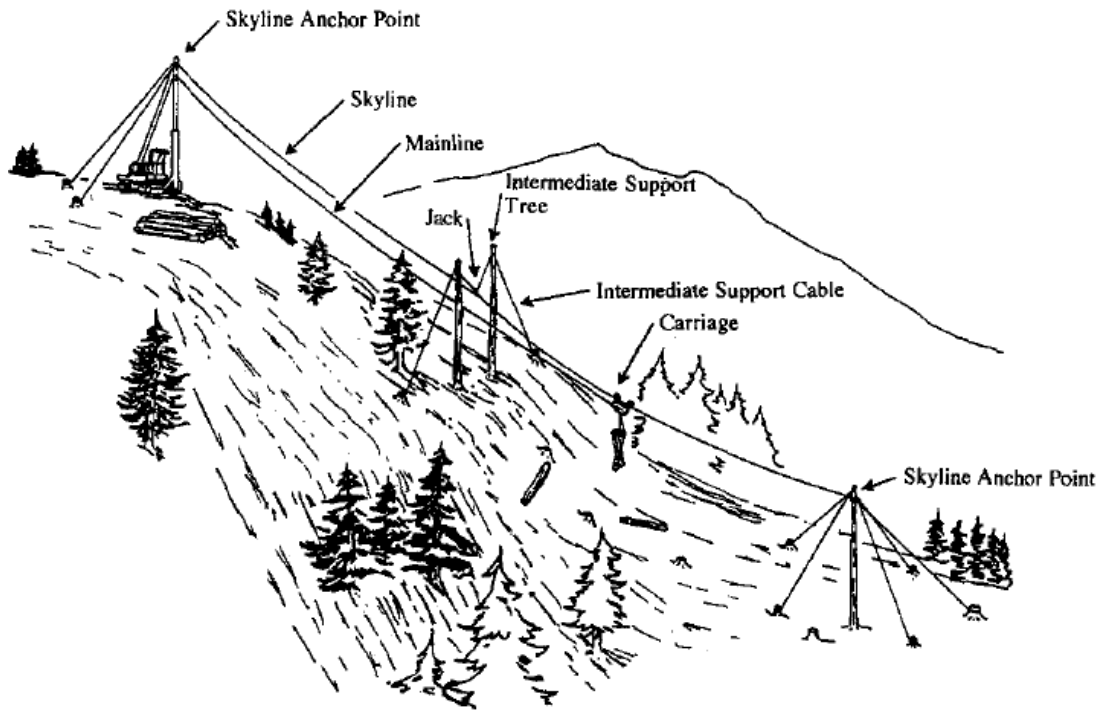 Skyline Anchor Point
Skyline
Mainline
Intermediate Support
Tree
Jack
Intermediate Support Cable
Carriage
Skyline Anchor Point